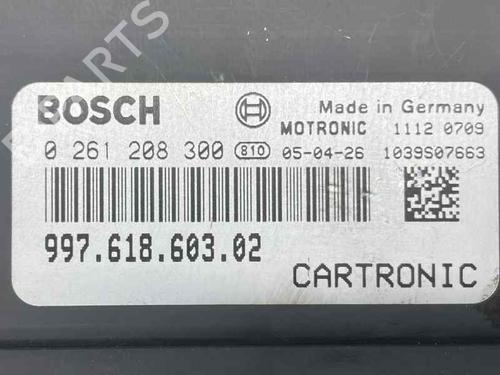 PARTS
BOSCH
Made in Germany
MOTRONIC 1112 0709
0 261 208 300 810 05-04-26 1039S07663
997.618.603.02
CARTRONIC